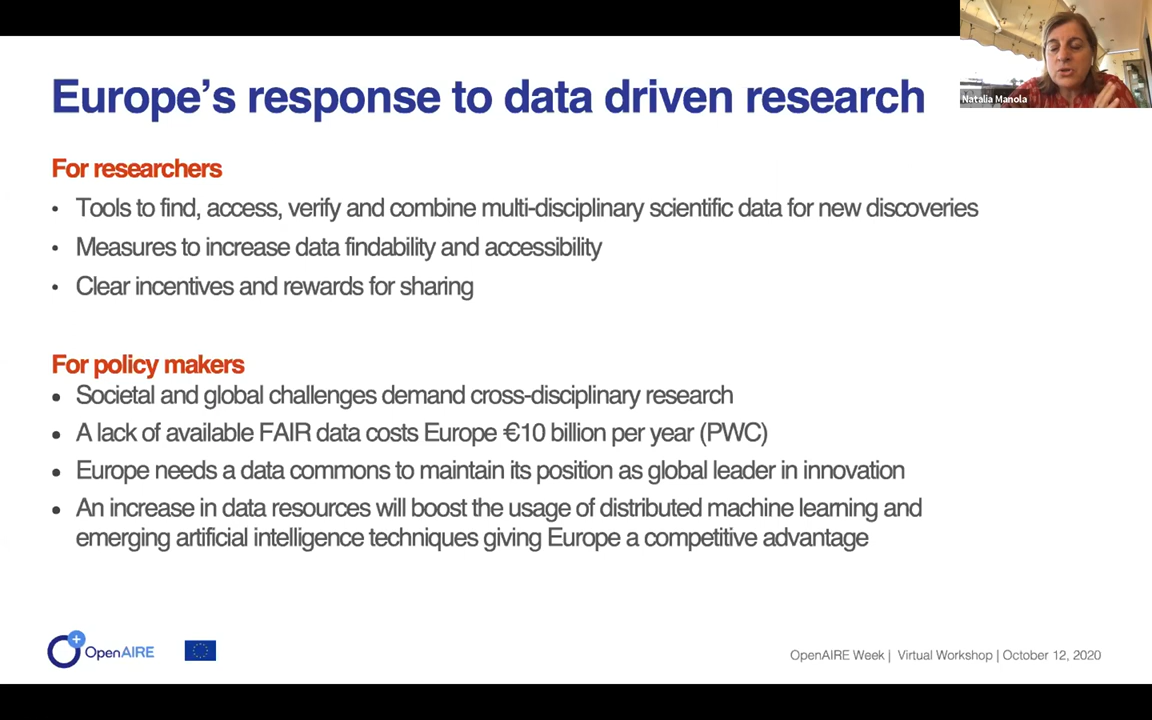 Europe's response to data driven research
Natalia Manola
For researchers
• Tools to find, access, verify and combine multi-disciplinary scientific data for new discoveries
• Measures to increase data findability and accessibility
• Clear incentives and rewards for sharing
For policy makers
• Societal and global challenges demand cross-disciplinary research
• A lack of available FAIR data costs Europe €10 billion per year (PWC)
• Europe needs a data commons to maintain its position as global leader in innovation
• An increase in data resources will boost the usage of distributed machine learning and
emerging artificial intelligence techniques giving Europe a competitive advantage
OpenAIRE
OpenAIRE Week | Virtual Workshop | October 12, 2020